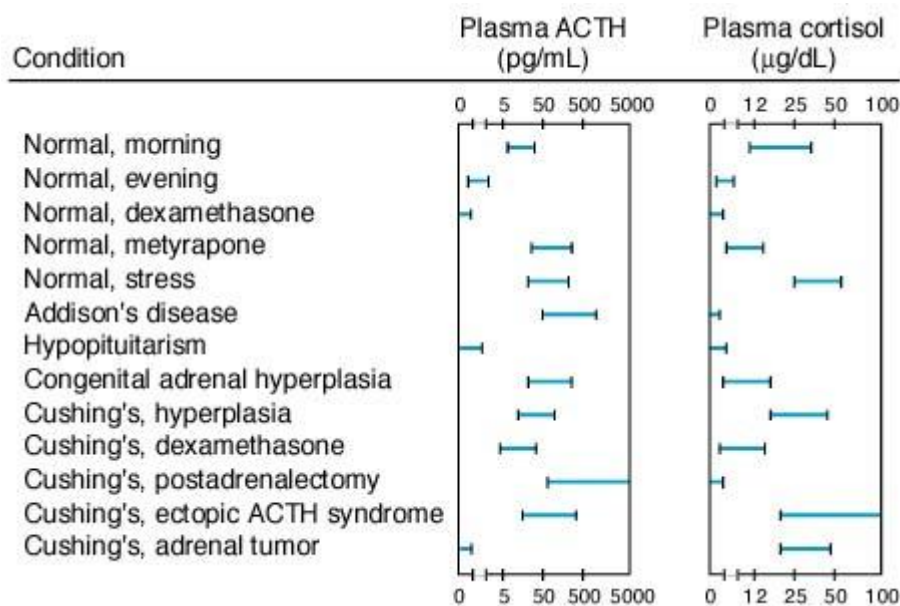 Condition Plasma ACTH (pg/mL) Plasma cortisol (µg/dL)
0 5 50 500 5000 0 12 25 50 100
Normal, morning
Normal, evening
Normal, dexamethasone
Normal, metyrapone
Normal, stress
Addison's disease
Hypopituitarism
Congenital adrenal hyperplasia
Cushing's, hyperplasia
Cushing's, dexamethasone
Cushing's, postadrenalectomy
Cushing's, ectopic ACTH syndrome
Cushing's, adrenal tumor
0 5 50 500 5000 0 12 25 50 100